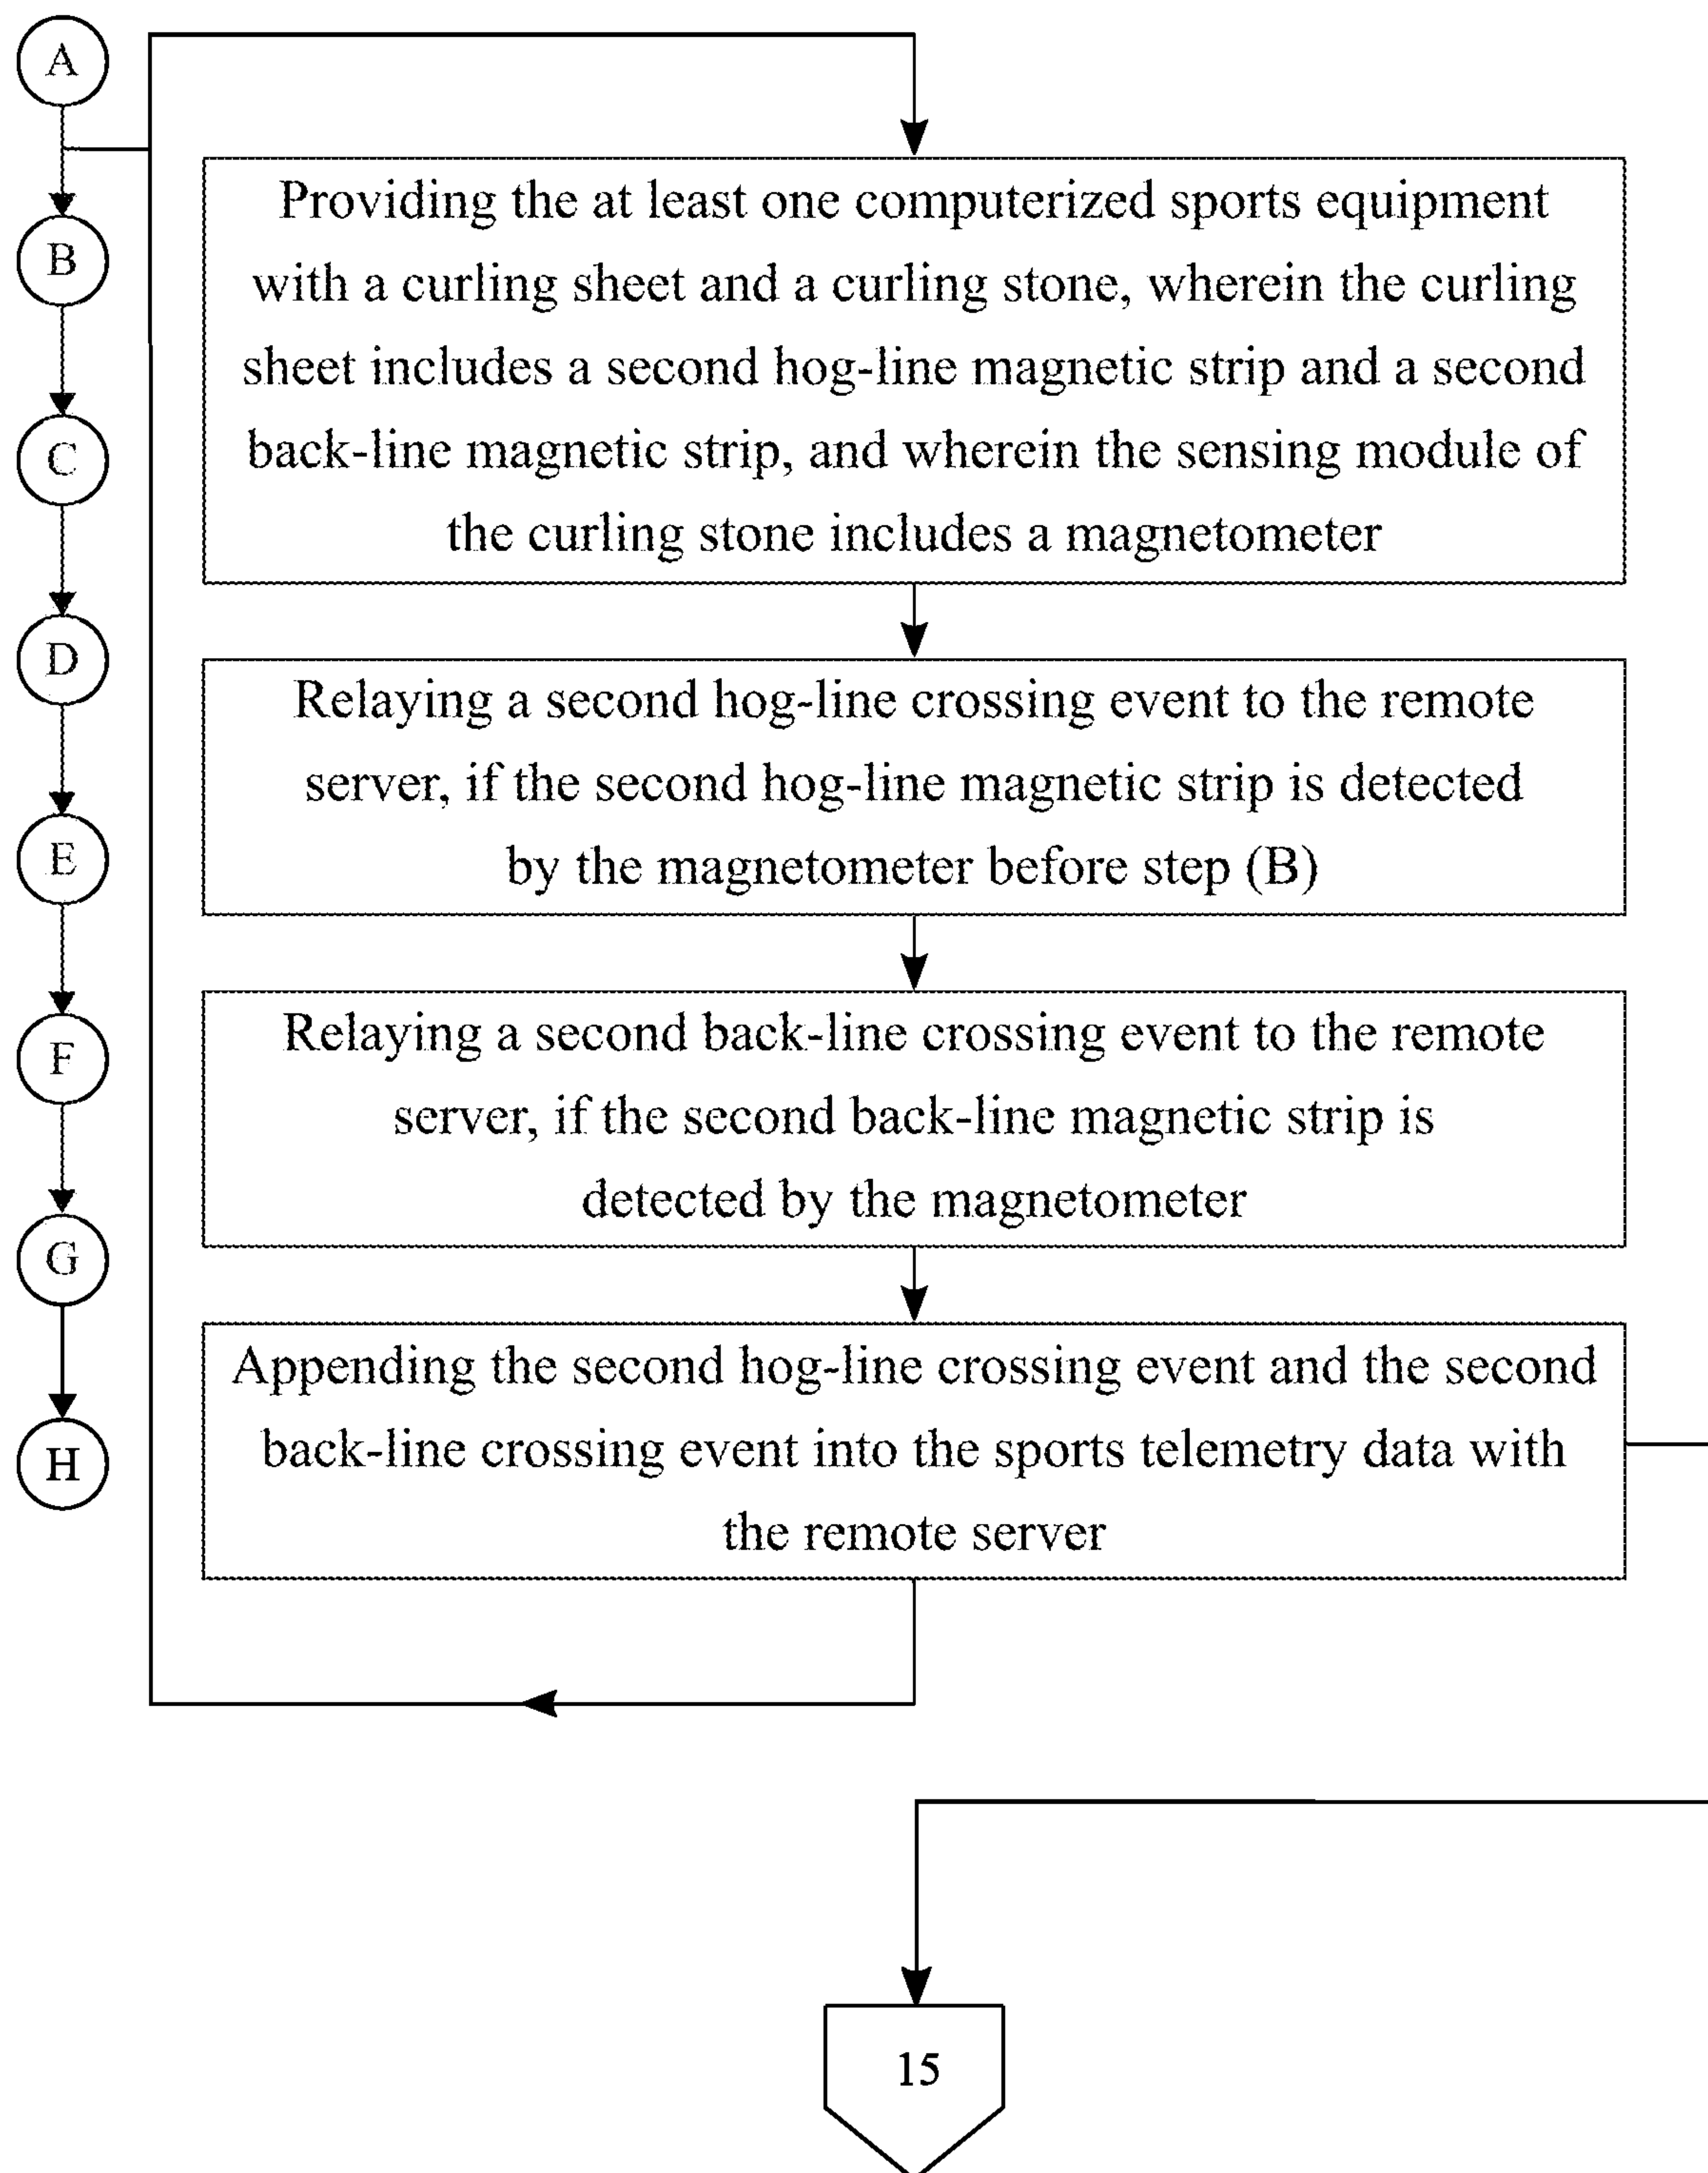 A
B
C
D
E
F
G
H
Providing the at least one computerized sports equipment
with a curling sheet and a curling stone, wherein the curling
sheet includes a second hog-line magnetic strip and a second
back-line magnetic strip, and wherein the sensing module of
the curling stone includes a magnetometer
Relaying a second hog-line crossing event to the remote
server, if the second hog-line magnetic strip is detected
by the magnetometer before step (B)
Relaying a second back-line crossing event to the remote
server, if the second back-line magnetic strip is
detected by the magnetometer
Appending the second hog-line crossing event and the second
back-line crossing event into the sports telemetry data with
the remote server
15